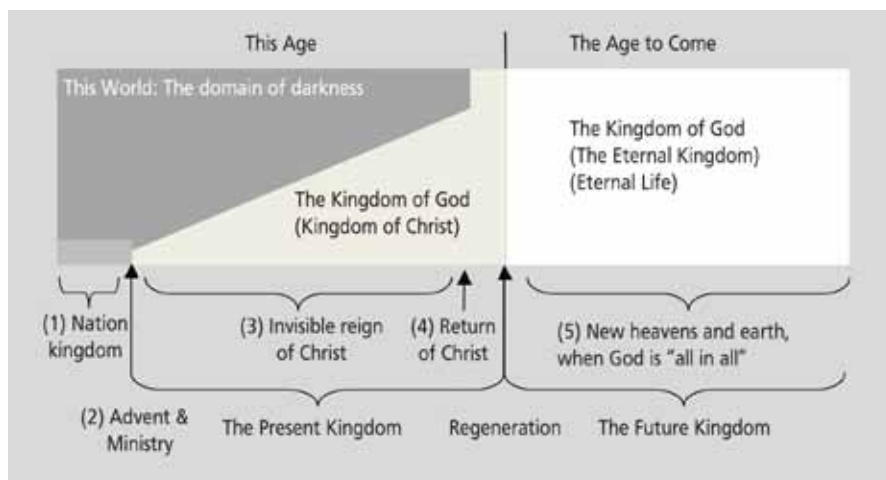 This Age
The Age to Come
This World: The domain of darkness
The Kingdom of God
(The Eternal Kingdom)
(Eternal Life)
The Kingdom of God
(Kingdom of Christ)
(1) Nation
kingdom
(3) Invisible reign
of Christ
(4) Return
of Christ
(5) New heavens and earth,
when God is “all in all”
(2) Advent &
Ministry
The Present Kingdom
Regeneration
The Future Kingdom